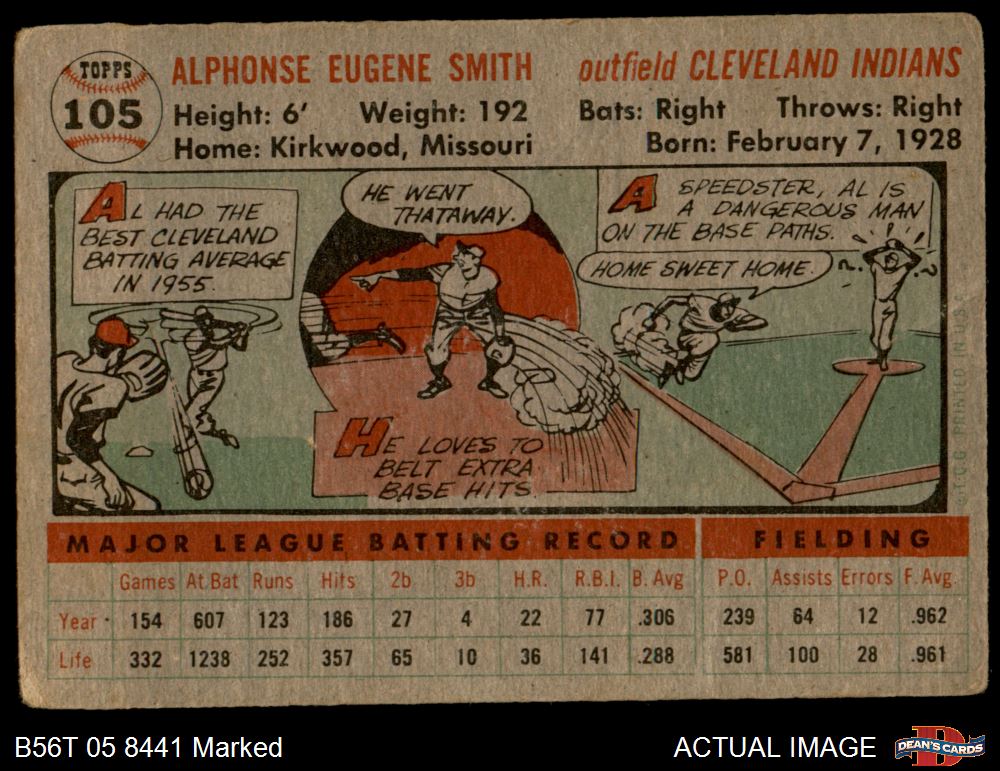 TOPPS
105
ALPHONSE EUGENE SMITH
outfield CLEVELAND INDIANS
Height: 6' Weight: 192
Bats: Right Throws: Right
Home: Kirkwood, Missouri
Born: February 7, 1928
AL HAD THE
BEST CLEVELAND
BATTING AVERAGE
IN 1955.
HE WENT
THATAWAY.
HE LOVES TO
BELT EXTRA
BASE HITS.
A SPEEDSTER, AL IS
A DANGEROUS MAN
ON THE BASE PATHS.
HOME SWEET HOME.
? ?
©T.C.G. PRINTED IN U.S.A.
MAJOR LEAGUE BATTING RECORD
FIELDING
Games At Bat Runs Hits 2b 3b H.R. R.B.I. B. Avg. P.O. Assists Errors F. Avg.
Year 154 607 123 186 27 4 22 77 .306 239 64 12 .962
Life 332 1238 252 357 65 10 36 141 .288 581 100 28 .961
B56T 05 8441 Marked
ACTUAL IMAGE
D
DEAN'S CARDS